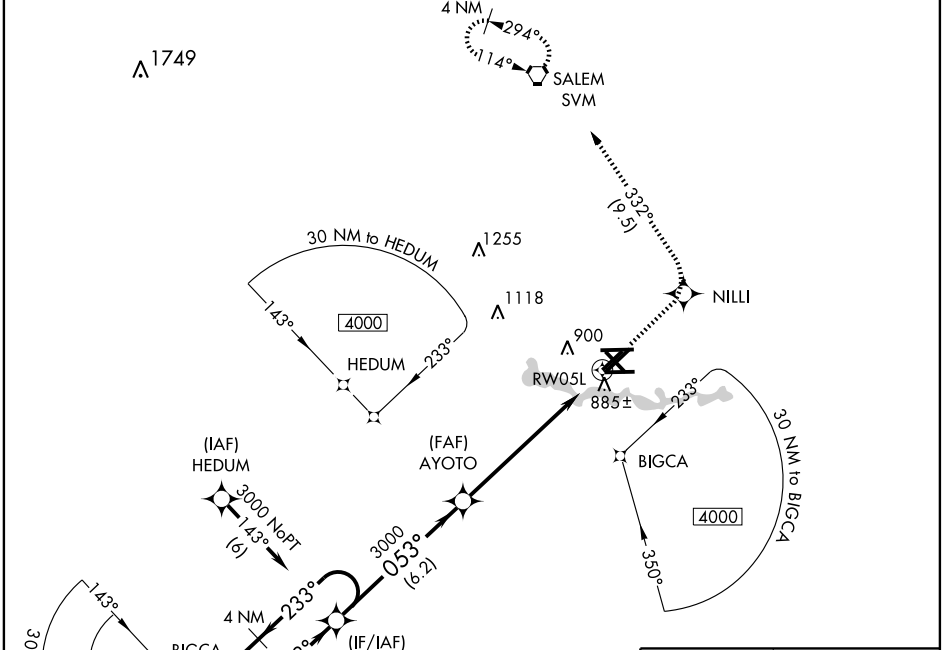 4 NM
294°
114°
SALEM
SVM
1749
332°
(9.5)
30 NM to HEDUM
1255
1118
NILLI
143°
4000
233°
HEDUM
900
RW05L
885±
233°
30 NM to BIGCA
BIGCA
4000
350°
(IAF)
HEDUM
(FAF)
AYOTO
3000 NoPT
143°
(6)
3000
053°
(6.2)
143°
233°
4 NM
(IF/IAF)
30